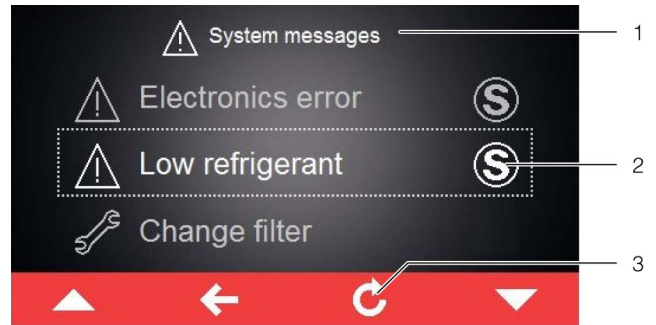 System messages
1
Electronics error S
Low refrigerant S
2
Change filter
3